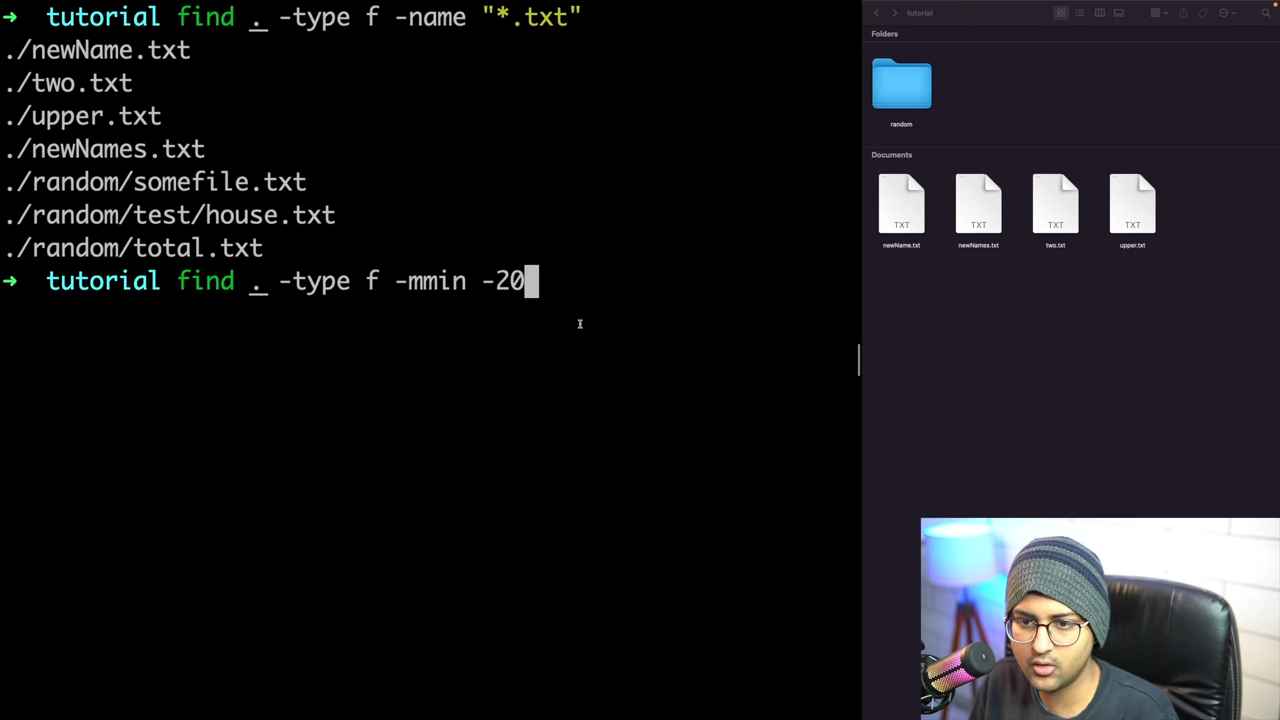 ➜ tutorial find . -type f -name "*.txt"
./newName.txt
./two.txt
./upper.txt
./newNames.txt
./random/somefile.txt
./random/test/house.txt
./random/total.txt
➜ tutorial find . -type f -mmin -20
tutorial
Folders
random
Documents
TXT TXT TXT TXT
newName.txt newNames.txt two.txt upper.txt